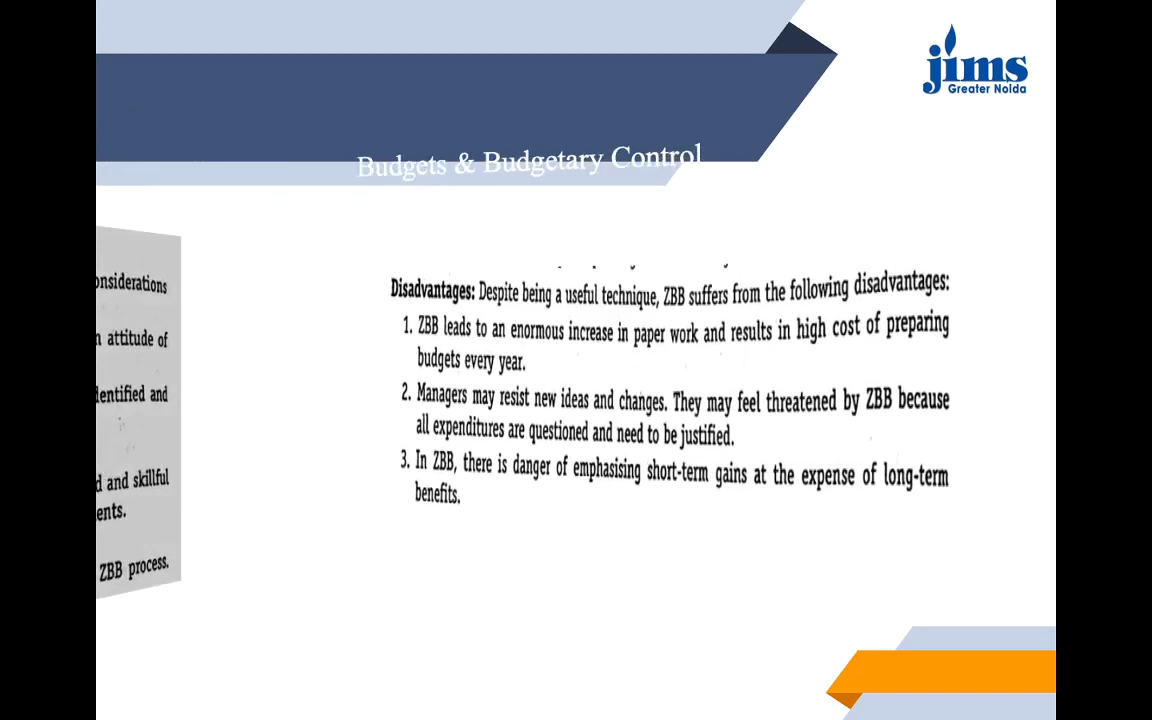 jims
Greater Noida
Budgets & Budgetary Control
onsiderations
n attitude of
dentified and
d and skillful
ents.
ZBB process.
Disadvantages: Despite being a useful technique, ZBB suffers from the following disadvantages:
1. ZBB leads to an enormous increase in paper work and results in high cost of preparing
budgets every year.
2. Managers may resist new ideas and changes. They may feel threatened by ZBB because
all expenditures are questioned and need to be justified.
3. In ZBB, there is danger of emphasising short-term gains at the expense of long-term
benefits.